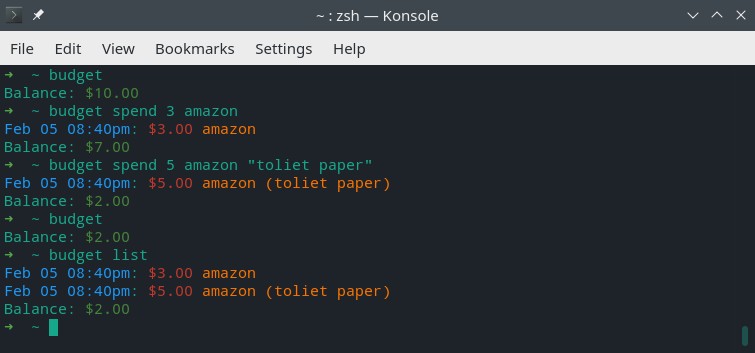 ~ : zsh — Konsole
File Edit View Bookmarks Settings Help
➜ ~ budget
Balance: $10.00
➜ ~ budget spend 3 amazon
Feb 05 08:40pm: $3.00 amazon
Balance: $7.00
➜ ~ budget spend 5 amazon "toliet paper"
Feb 05 08:40pm: $5.00 amazon (toliet paper)
Balance: $2.00
➜ ~ budget
Balance: $2.00
➜ ~ budget list
Feb 05 08:40pm: $3.00 amazon
Feb 05 08:40pm: $5.00 amazon (toliet paper)
Balance: $2.00
➜ ~